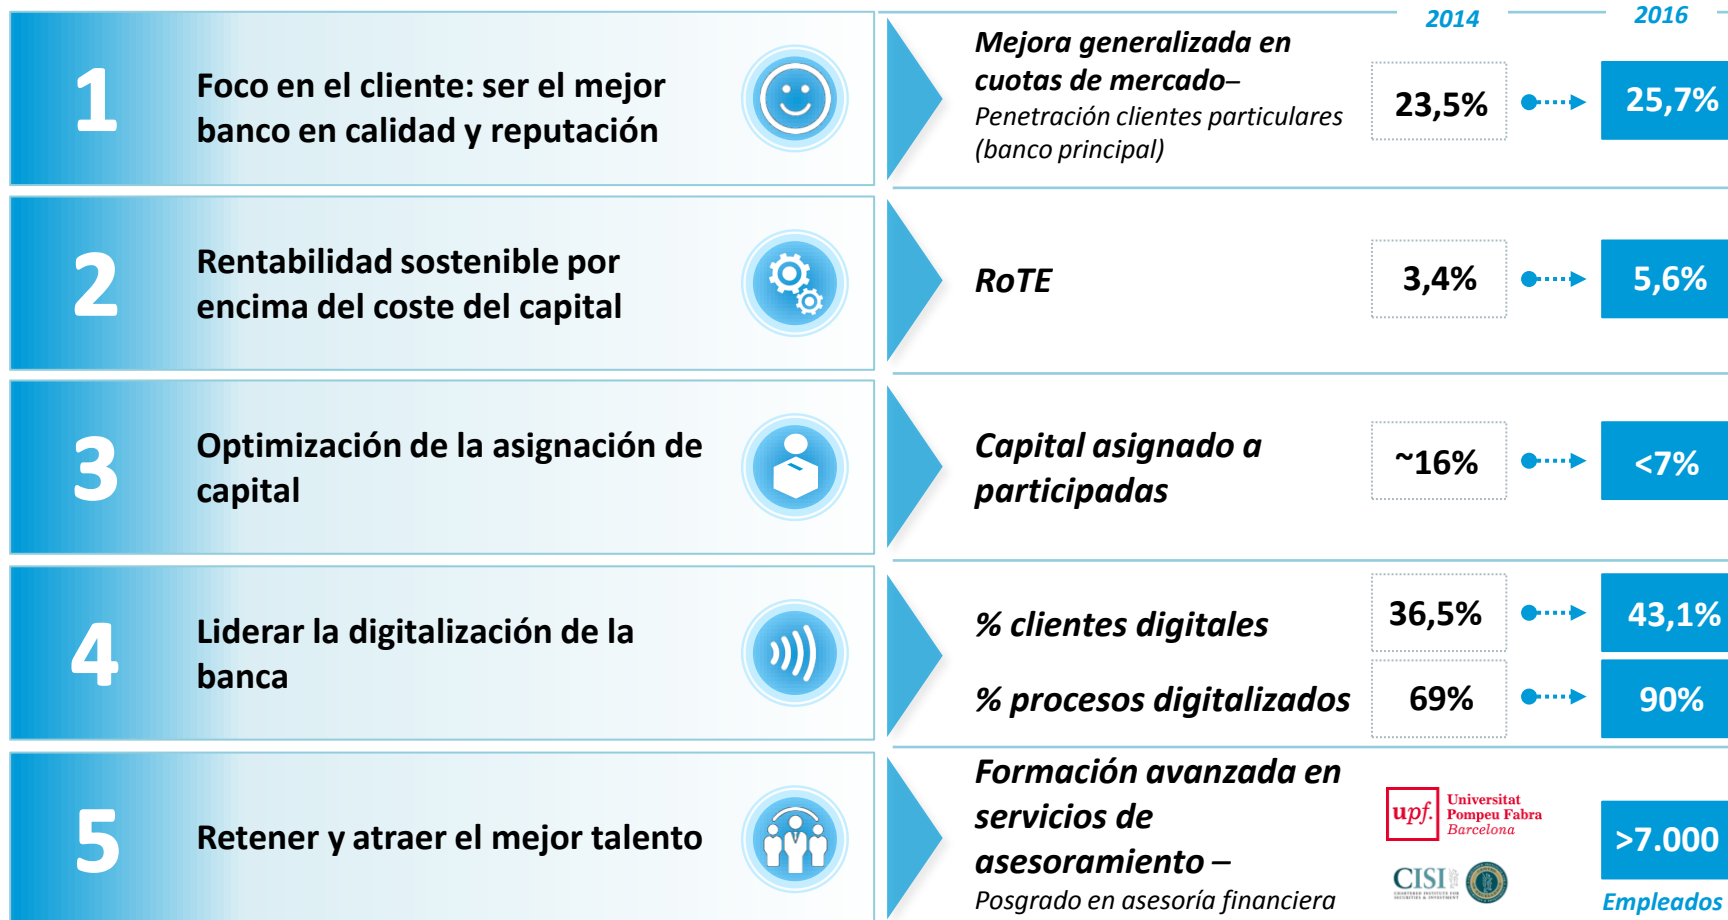 2014
2016
1
Foco en el cliente: ser el mejor
banco en calidad y reputación
Mejora generalizada en
cuotas de mercado–
Penetración clientes particulares
(banco principal)
23,5%
25,7%
2
Rentabilidad sostenible por
encima del coste del capital
RoTE
3,4%
5,6%
3
Optimización de la asignación de
capital
Capital asignado a
participadas
~16%
<7%
4
Liderar la digitalización de la
banca
% clientes digitales
36,5%
43,1%
% procesos digitalizados
69%
90%
5
Retener y atraer el mejor talento
Formación avanzada en
servicios de
asesoramiento –
Posgrado en asesoría financiera
upf.
Universitat
Pompeu Fabra
Barcelona
CISI
CHARTERED INSTITUTE FOR
SECURITIES & INVESTMENT
>7.000
Empleados